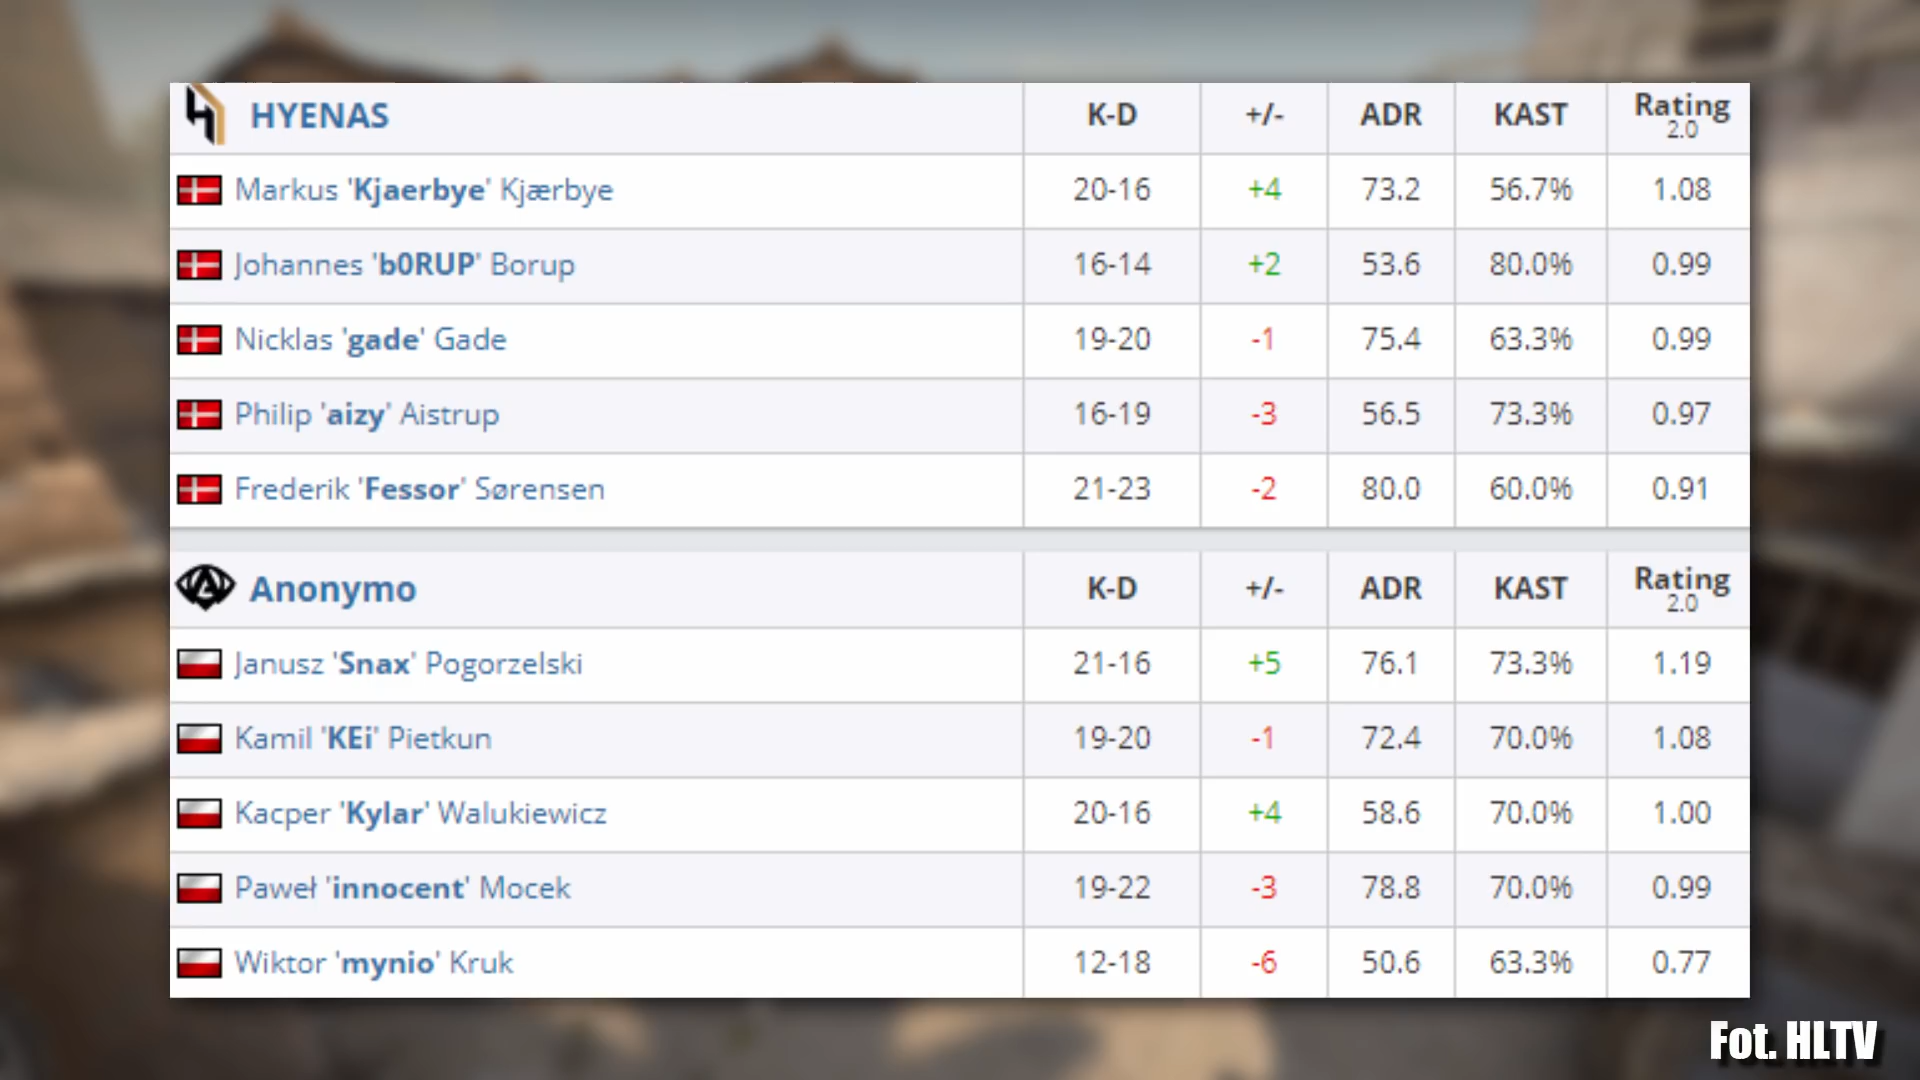 HYENAS K-D +/- ADR KAST Rating 2.0
Markus 'Kjaerbye' Kjærbye 20-16 +4 73.2 56.7% 1.08
Johannes 'b0RUP' Borup 16-14 +2 53.6 80.0% 0.99
Nicklas 'gade' Gade 19-20 -1 75.4 63.3% 0.99
Philip 'aizy' Aistrup 16-19 -3 56.5 73.3% 0.97
Frederik 'Fessor' Sørensen 21-23 -2 80.0 60.0% 0.91
Anonymo K-D +/- ADR KAST Rating 2.0
Janusz 'Snax' Pogorzelski 21-16 +5 76.1 73.3% 1.19
Kamil 'KEi' Pietkun 19-20 -1 72.4 70.0% 1.08
Kacper 'Kylar' Walukiewicz 20-16 +4 58.6 70.0% 1.00
Paweł 'innocent' Mocek 19-22 -3 78.8 70.0% 0.99
Wiktor 'mynio' Kruk 12-18 -6 50.6 63.3% 0.77
Fot. HLTV